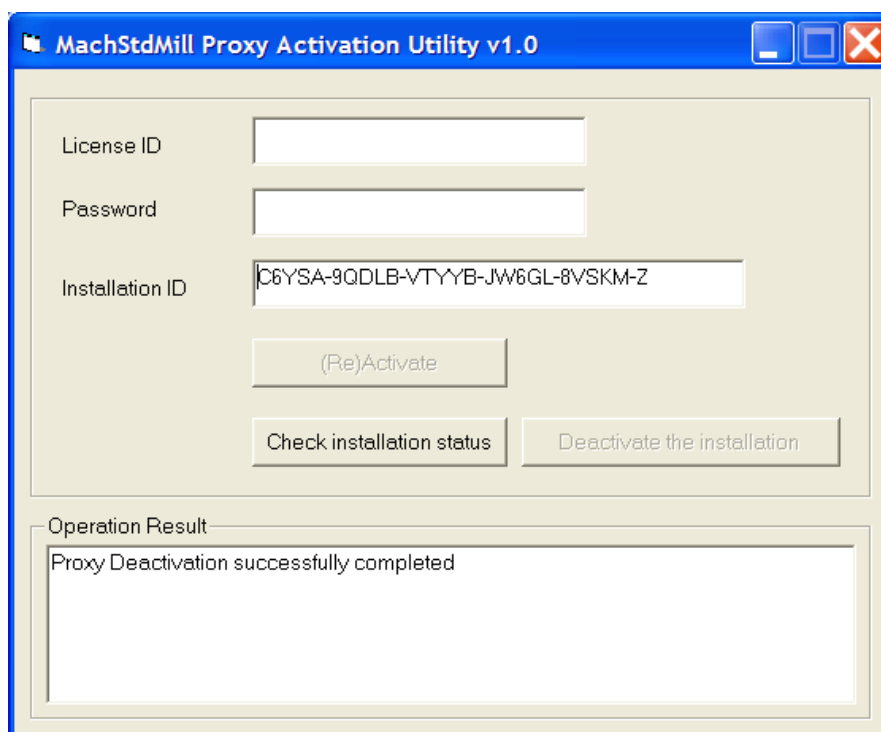 MachStdMill Proxy Activation Utility v1.0
License ID
Password
Installation ID
C6YSA-9QDLB-VTYYB-JW6GL-8VSKM-Z
(Re)Activate
Check installation status
Deactivate the installation
Operation Result
Proxy Deactivation successfully completed